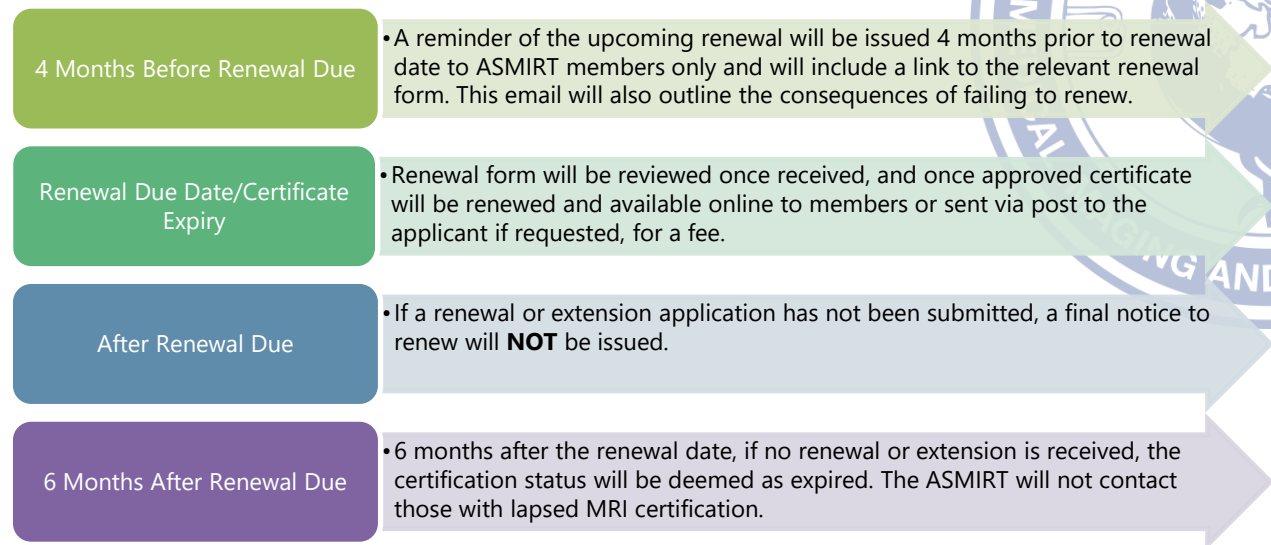 4 Months Before Renewal Due
•A reminder of the upcoming renewal will be issued 4 months prior to renewal
date to ASMIRT members only and will include a link to the relevant renewal
form. This email will also outline the consequences of failing to renew.
Renewal Due Date/Certificate
Expiry
•Renewal form will be reviewed once received, and once approved certificate
will be renewed and available online to members or sent via post to the
applicant if requested, for a fee.
After Renewal Due
•If a renewal or extension application has not been submitted, a final notice to
renew will NOT be issued.
6 Months After Renewal Due
•6 months after the renewal date, if no renewal or extension is received, the
certification status will be deemed as expired. The ASMIRT will not contact
those with lapsed MRI certification.
AND